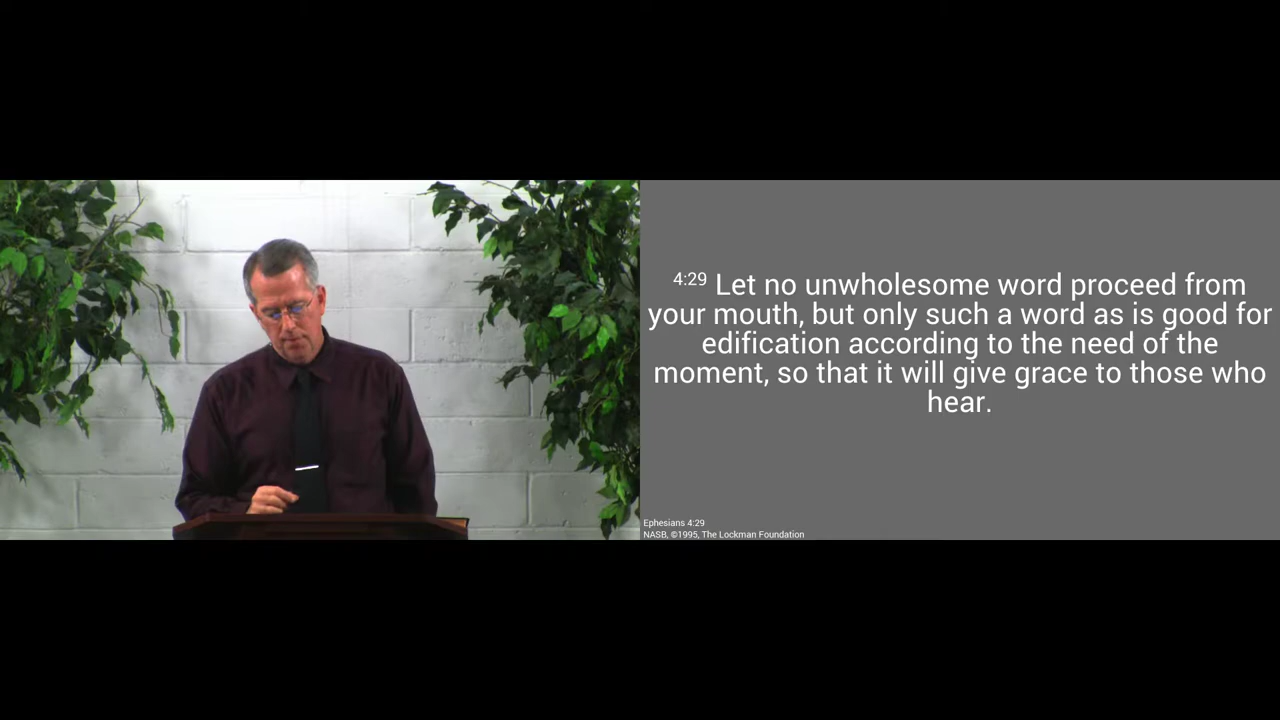 4:29 Let no unwholesome word proceed from
your mouth, but only such a word as is good for
edification according to the need of the
moment, so that it will give grace to those who
hear.
Ephesians 4:29
NASB, ©1995, The Lockman Foundation